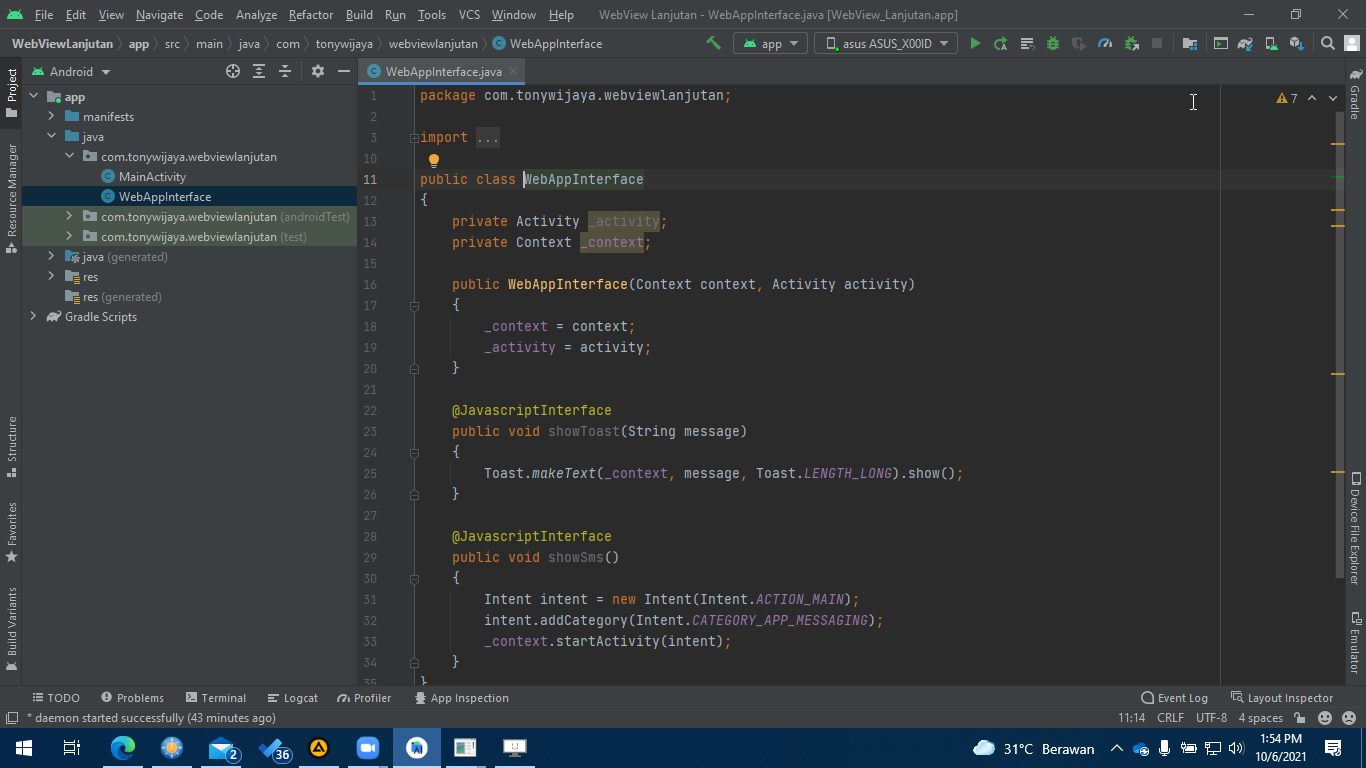 File Edit View Navigate Code Analyze Refactor Build Run Tools VCS Window Help WebView Lanjutan - WebAppInterface.java [WebView_Lanjutan.app]
WebViewLanjutan app src main java com tonywijaya webviewlanjutan WebAppInterface app asus ASUS_X00ID
Project
Resource Manager
Structure
Favorites
Build Variants
Android
app
manifests
java
com.tonywijaya.webviewlanjutan
MainActivity
WebAppInterface
com.tonywijaya.webviewlanjutan (androidTest)
com.tonywijaya.webviewlanjutan (test)
java (generated)
res
res (generated)
Gradle Scripts
WebAppInterface.java
7
1 package com.tonywijaya.webviewlanjutan;
2
3 import ...
10
11 public class WebAppInterface
12 {
13 private Activity _activity;
14 private Context _context;
15
16 public WebAppInterface(Context context, Activity activity)
17 {
18 _context = context;
19 _activity = activity;
20 }
21
22 @JavascriptInterface
23 public void showToast(String message)
24 {
25 Toast.makeText(_context, message, Toast.LENGTH_LONG).show();
26 }
27
28 @JavascriptInterface
29 public void showSms()
30 {
31 Intent intent = new Intent(Intent.ACTION_MAIN);
32 intent.addCategory(Intent.CATEGORY_APP_MESSAGING);
33 _context.startActivity(intent);
34 }
35 }
Gradle
Device File Explorer
Emulator
TODO Problems Terminal Logcat Profiler App Inspection Event Log Layout Inspector
* daemon started successfully (43 minutes ago) 11:14 CRLF UTF-8 4 spaces
2 36 31°C Berawan 1:54 PM
10/6/2021